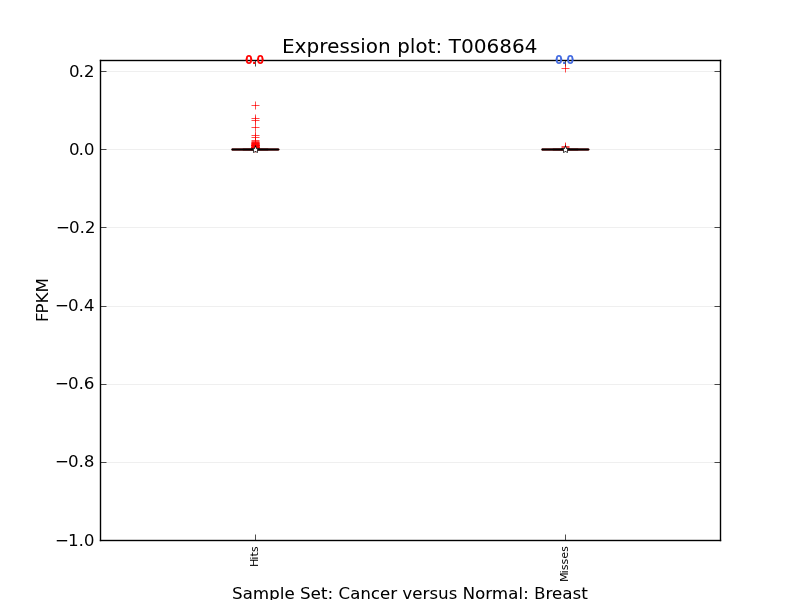 Expression plot: T006864
0.0
0.0
0.2
0.0
−0.2
−0.4
−0.6
−0.8
−1.0
FPKM
Hits
Misses
Sample Set: Cancer versus Normal: Breast